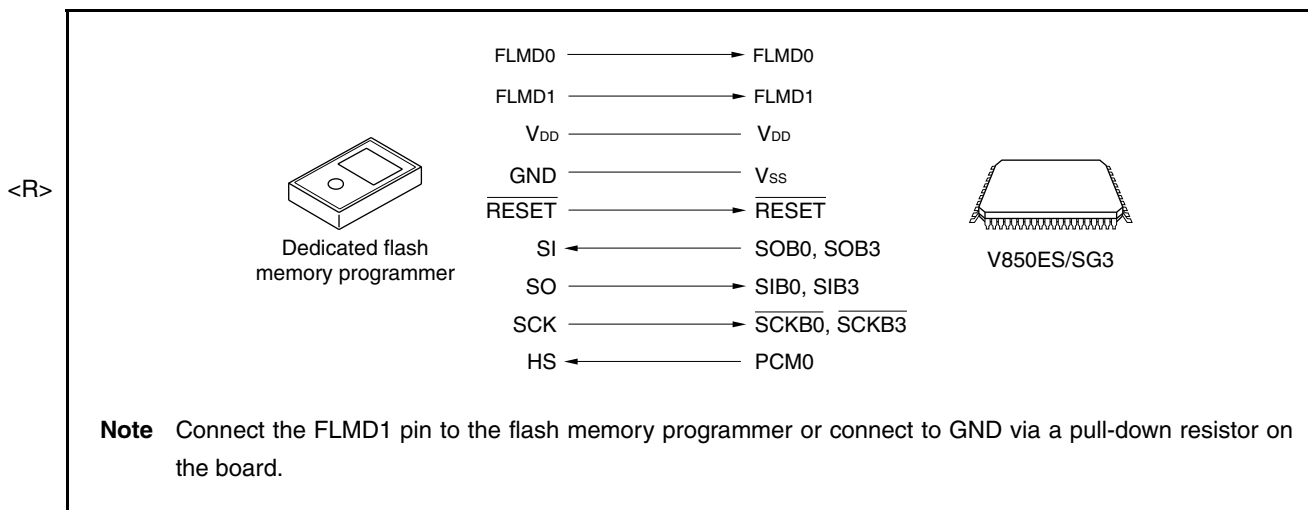 FLMD0 FLMD0
FLMD1 FLMD1
VDD VDD
<R>
GND VSS
RESET RESET
Dedicated flash
memory programmer
SI SOB0, SOB3
V850ES/SG3
SO SIB0, SIB3
SCK SCKB0, SCKB3
HS PCM0
Note Connect the FLMD1 pin to the flash memory programmer or connect to GND via a pull-down resistor on
the board.